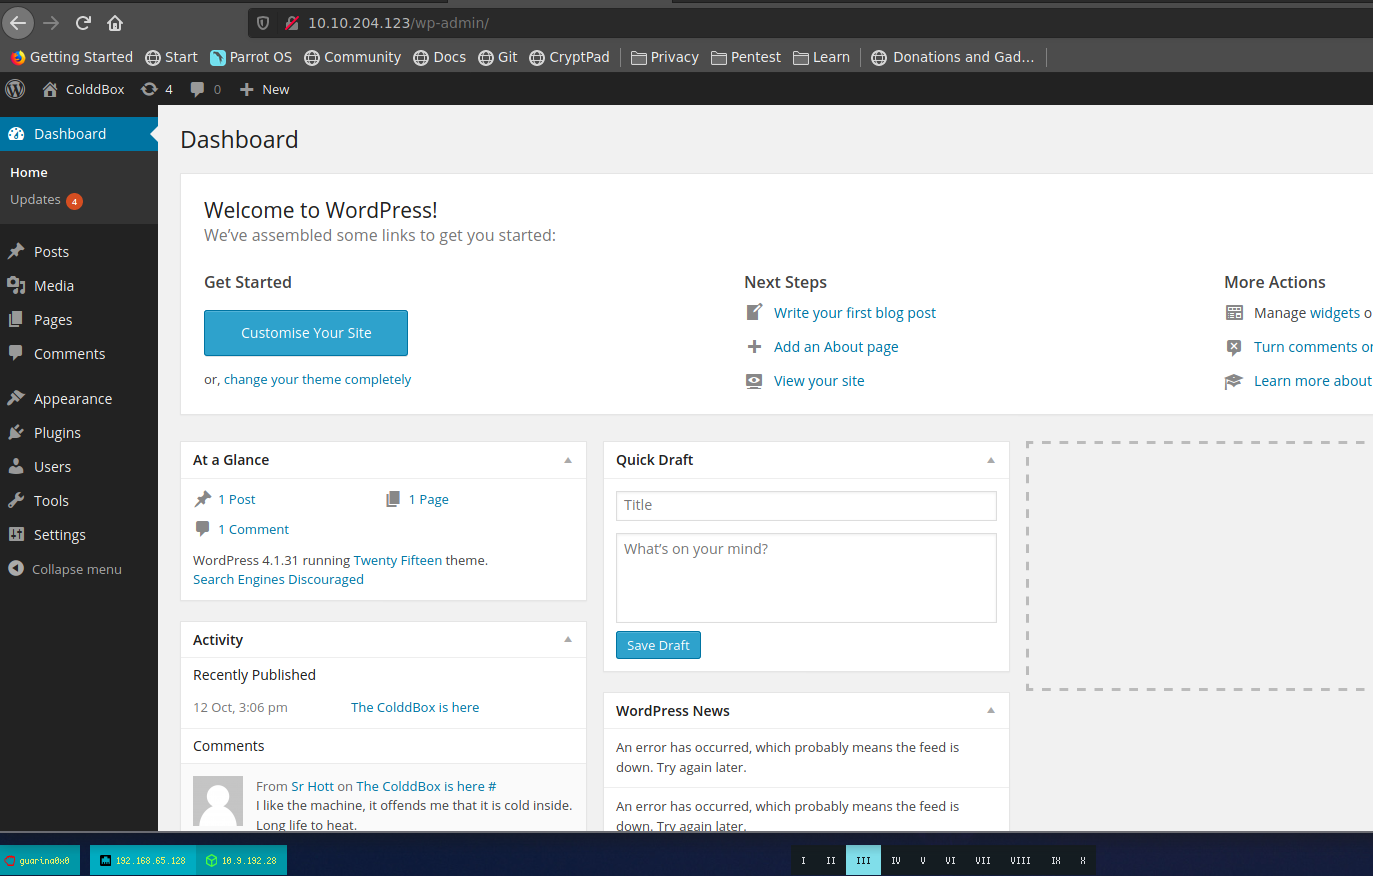 10.10.204.123/wp-admin/
Getting Started Start Parrot OS Community Docs Git CryptPad Privacy Pentest Learn Donations and Gad…
ColddBox 4 0 New
Dashboard
Home
Updates 4
Posts
Media
Pages
Comments
Appearance
Plugins
Users
Tools
Settings
Collapse menu
Dashboard
Welcome to WordPress!
We've assembled some links to get you started:
Get Started
Customise Your Site
or, change your theme completely
Next Steps
Write your first blog post
Add an About page
View your site
More Actions
Manage widgets o
Turn comments or
Learn more about
At a Glance
1 Post 1 Page
1 Comment
WordPress 4.1.31 running Twenty Fifteen theme.
Search Engines Discouraged
Activity
Recently Published
12 Oct, 3:06 pm The ColddBox is here
Comments
From Sr Hott on The ColddBox is here #
I like the machine, it offends me that it is cold inside.
Long life to heat.
Quick Draft
Title
What's on your mind?
Save Draft
WordPress News
An error has occurred, which probably means the feed is
down. Try again later.
An error has occurred, which probably means the feed is
down. Try again later.
guarina0x0 192.168.65.128 10.9.192.28 I II III IV V VI VII VIII IX X